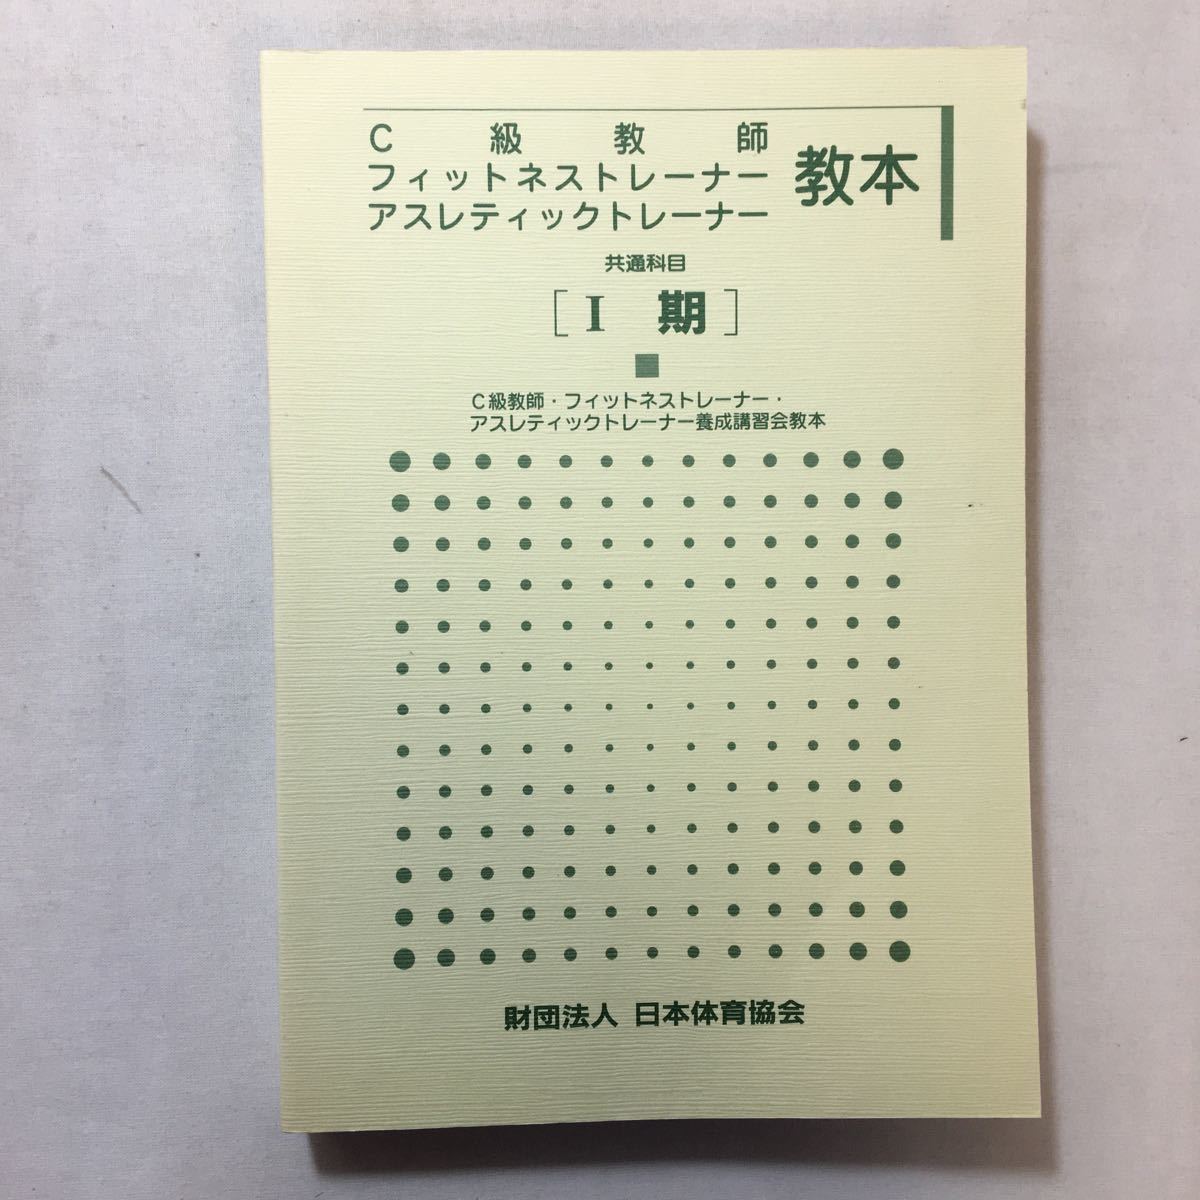 C級教師
フィットネストレーナー
アスレティックトレーナー
教本
共通科目
[I 期]
C級教師・フィットネストレーナー・
アスレティックトレーナー養成講習会教本
財団法人 日本体育協会